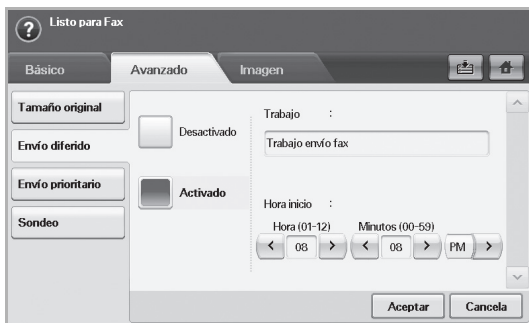 Listo para Fax
Básico
Avanzado
Imagen
Tamaño original
Envío diferido
Envío prioritario
Sondeo
Desactivado
Activado
Trabajo :
Trabajo envío fax
Hora inicio :
Hora (01-12) Minutos (00-59)
< 08 > < 08 > PM >
Aceptar
Cancela